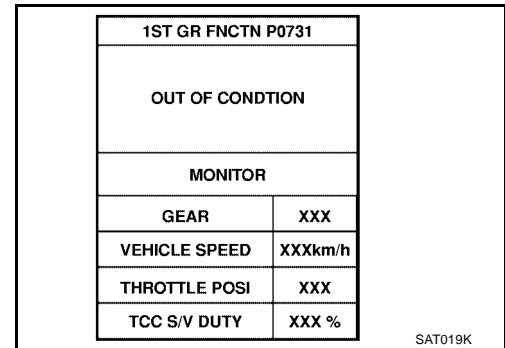 1ST GR FNCTN P0731
OUT OF CONDTION
MONITOR
GEAR XXX
VEHICLE SPEED XXXkm/h
THROTTLE POSI XXX
TCC S/V DUTY XXX %
SAT019K